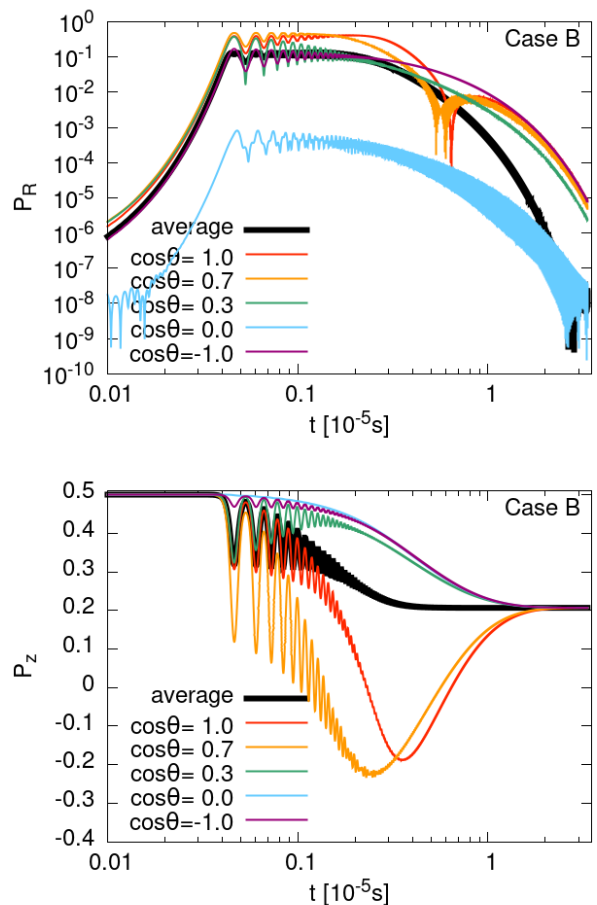 10⁰
Case B
10⁻¹
10⁻²
10⁻³
10⁻⁴
P_R
10⁻⁵
10⁻⁶
average
10⁻⁷
cosθ= 1.0
cosθ= 0.7
10⁻⁸
cosθ= 0.3
10⁻⁹
cosθ= 0.0
cosθ=-1.0
10⁻¹⁰
0.01 0.1 1
t [10⁻⁵s]
0.5
Case B
0.4
0.3
0.2
0.1
P_z
0
average
-0.1
cosθ= 1.0
cosθ= 0.7
-0.2
cosθ= 0.3
-0.3
cosθ= 0.0
cosθ=-1.0
-0.4
0.01 0.1 1
t [10⁻⁵s]